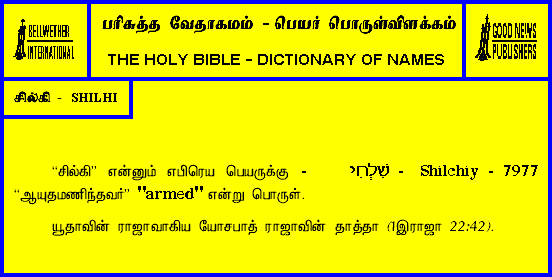 BELLWETHER
INTERNATIONAL
பரிசுத்த வேதாகமம் - பெயர் பொருள்விளக்கம்
THE HOLY BIBLE - DICTIONARY OF NAMES
GOOD NEWS
PUBLISHERS
சில்கி - SHILHI
“சில்கி” என்னும் எபிரெய பெயருக்கு - שִׁלְחִי - Shilchiy - 7977
“ஆயுதமணிந்தவர்” "armed" என்று பொருள்.
யூதாவின் ராஜாவாகிய யோசபாத் ராஜாவின் தாத்தா (1இராஜா 22:42).